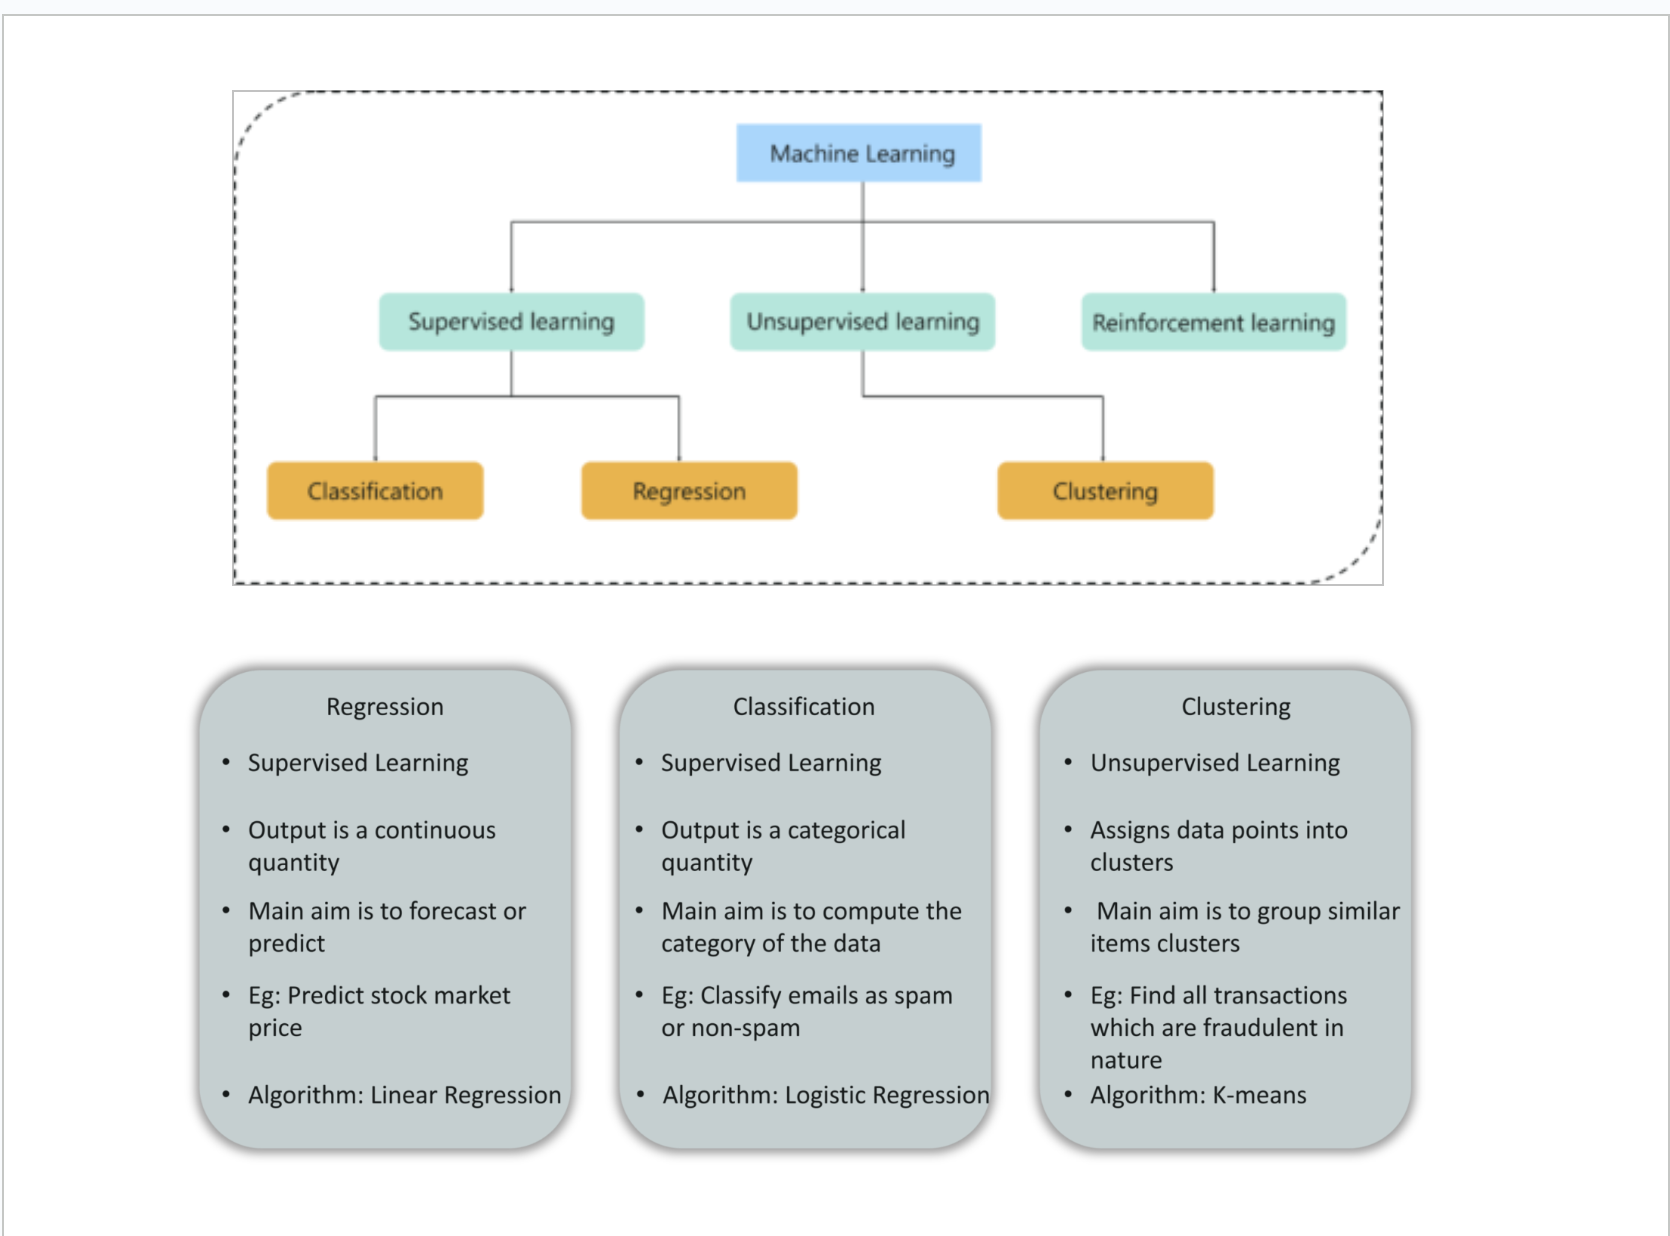 Machine Learning
Supervised learning
Unsupervised learning
Reinforcement learning
Classification
Regression
Clustering
Regression
• Supervised Learning
• Output is a continuous
quantity
• Main aim is to forecast or
predict
• Eg: Predict stock market
price
• Algorithm: Linear Regression
Classification
• Supervised Learning
• Output is a categorical
quantity
• Main aim is to compute the
category of the data
• Eg: Classify emails as spam
or non-spam
• Algorithm: Logistic Regression
Clustering
• Unsupervised Learning
• Assigns data points into
clusters
• Main aim is to group similar
items clusters
• Eg: Find all transactions
which are fraudulent in
nature
• Algorithm: K-means